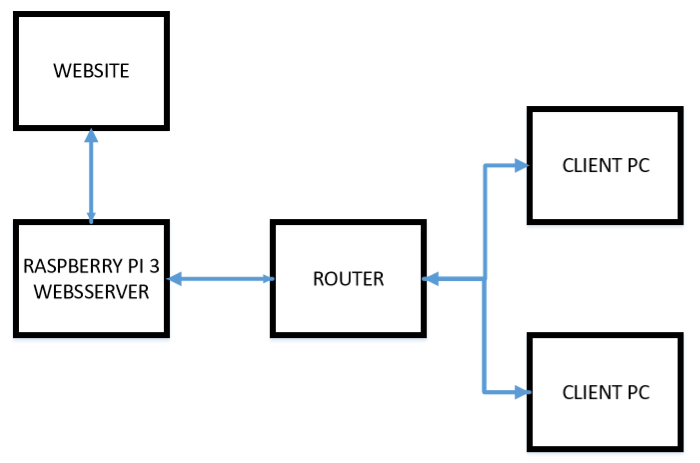 WEBSITE
CLIENT PC
RASPBERRY PI 3
WEBSSERVER
ROUTER
CLIENT PC